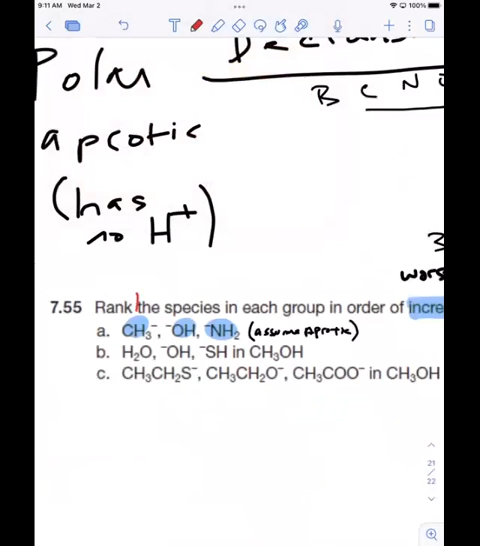 9:11 AM Wed Mar 2
100%
Polar
aprotic
B C N
(has
no H⁺)
3
wors
7.55 Rank the species in each group in order of incre
a. CH₃⁻, ⁻OH, ⁻NH₂ (assume Aprotic)
b. H₂O, ⁻OH, ⁻SH in CH₃OH
c. CH₃CH₂S⁻, CH₃CH₂O⁻, CH₃COO⁻ in CH₃OH
21
/
22